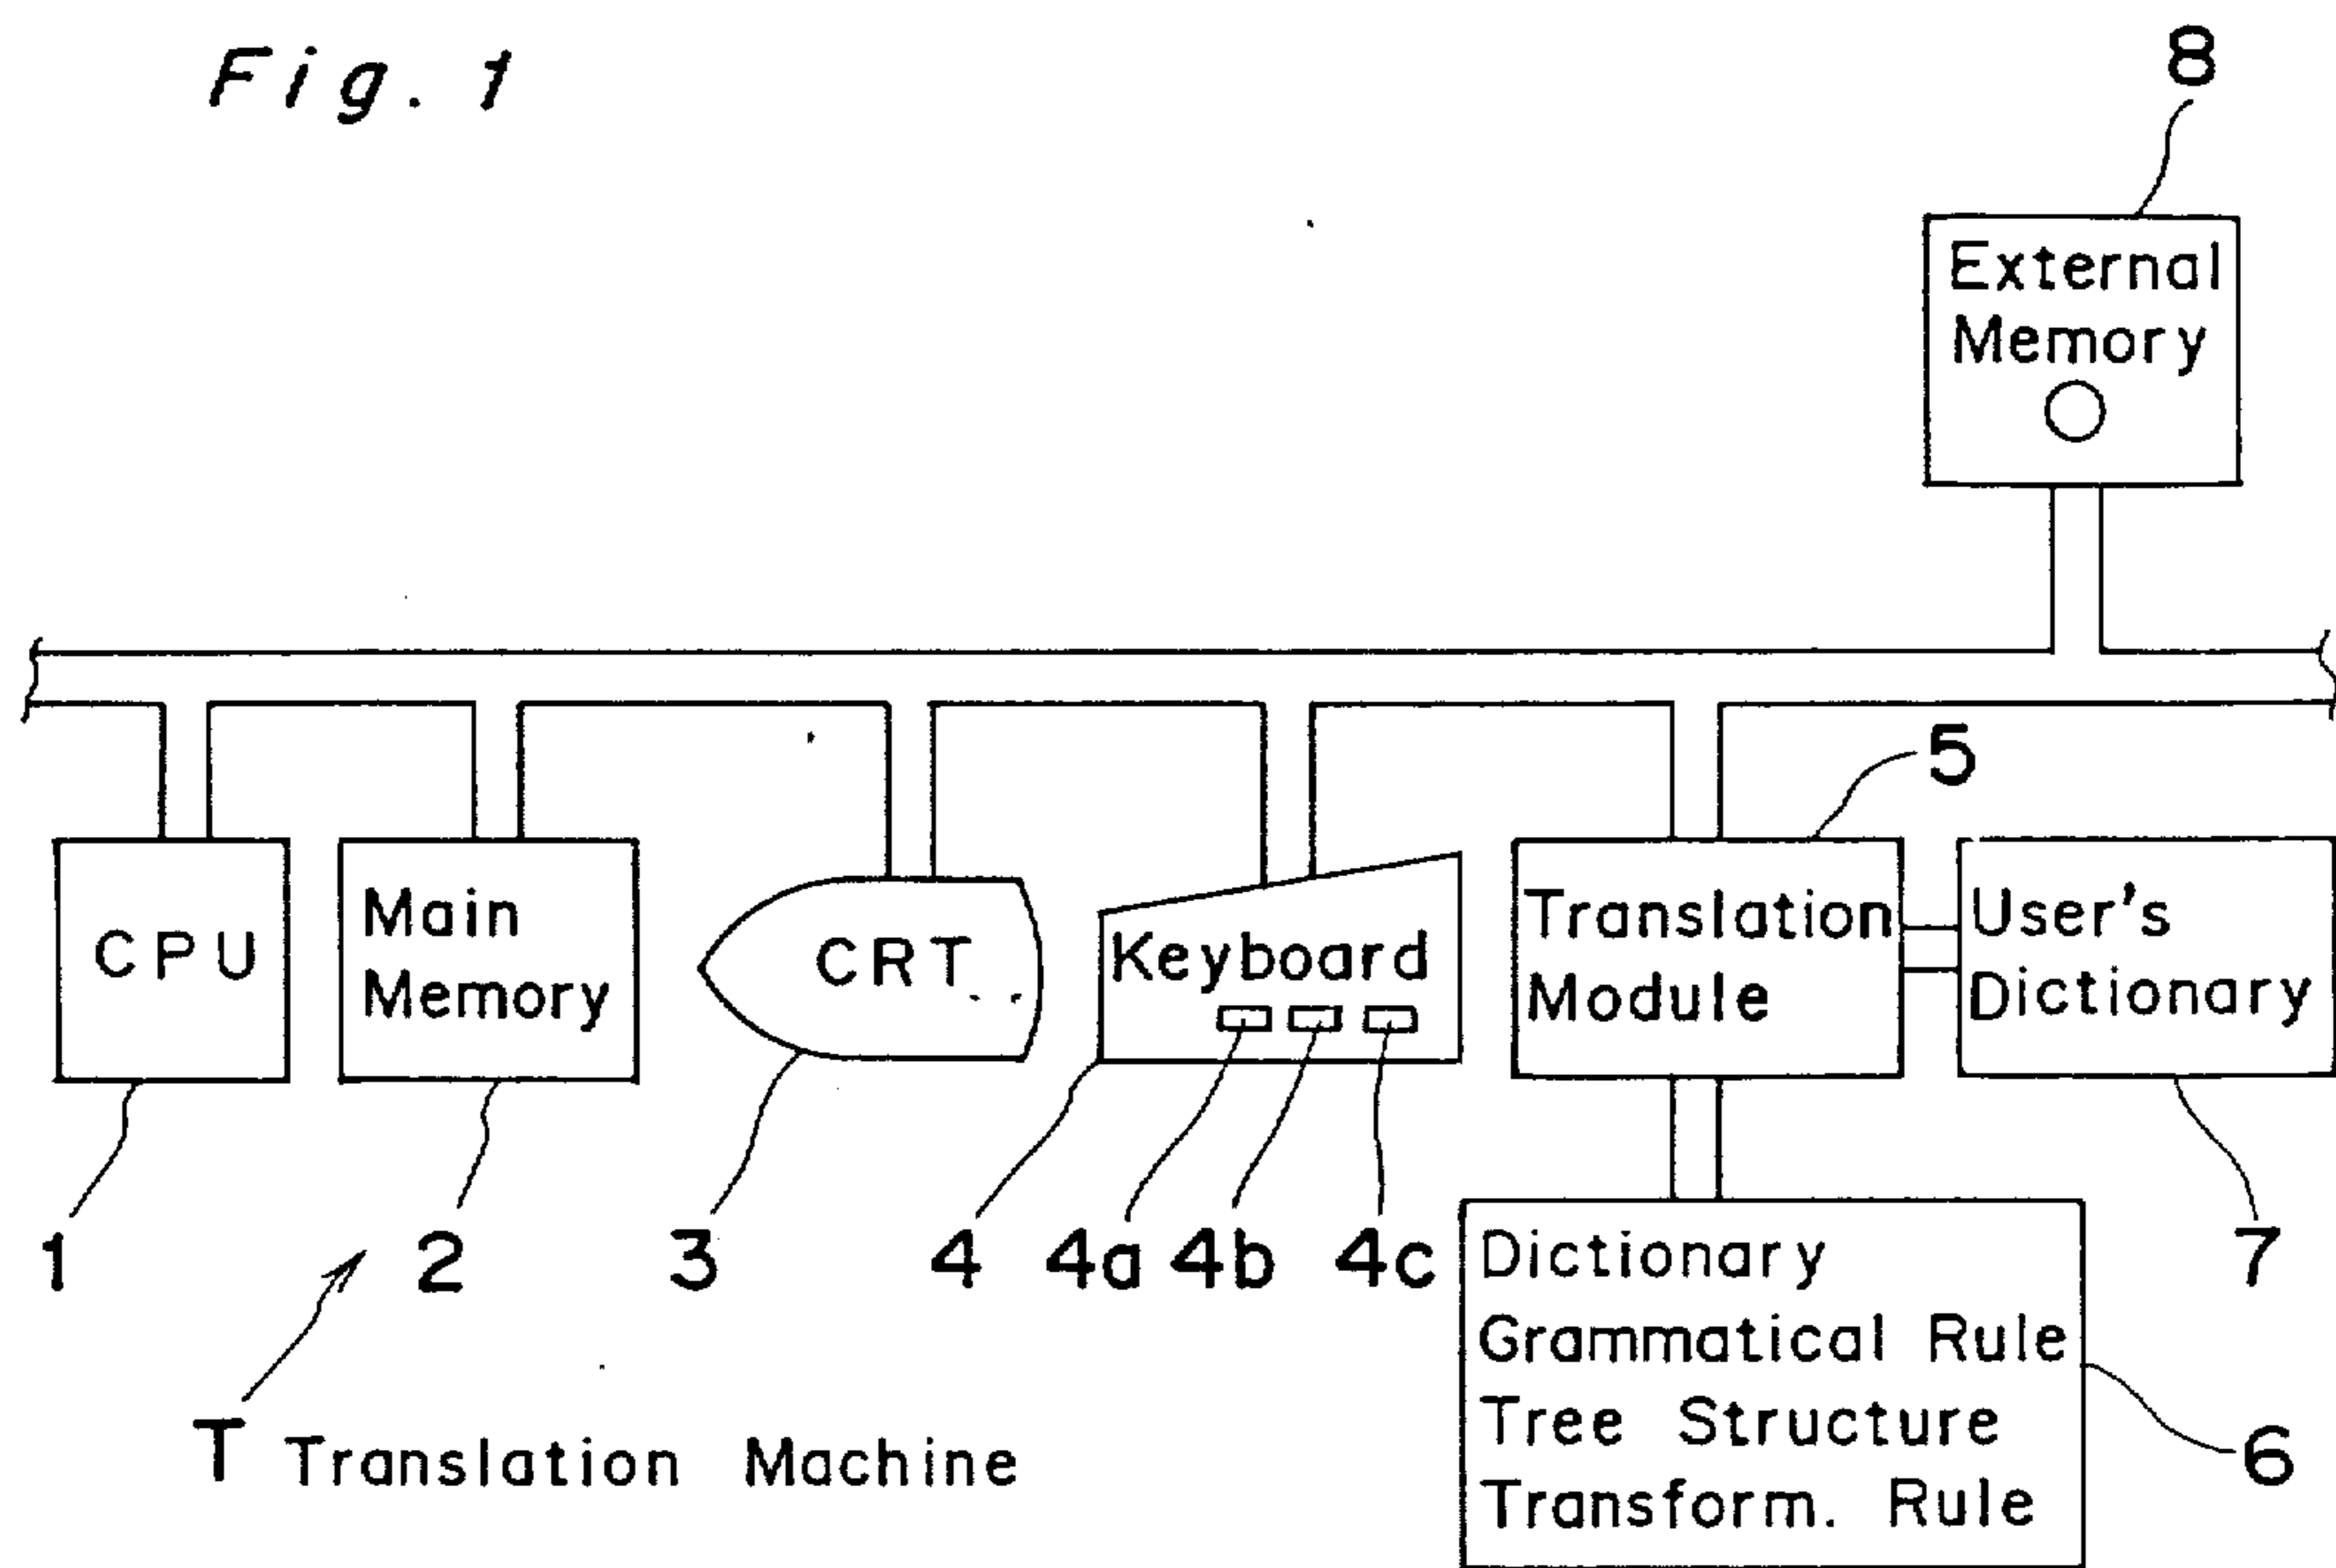 Fig. 1
8
External
Memory
5
CPU
Main
Memory
CRT
Keyboard
Translation
Module
User's
Dictionary
1
2
3
4
4a
4b
4c
7
Dictionary
Grammatical Rule
Tree Structure
Transform. Rule
6
T Translation Machine